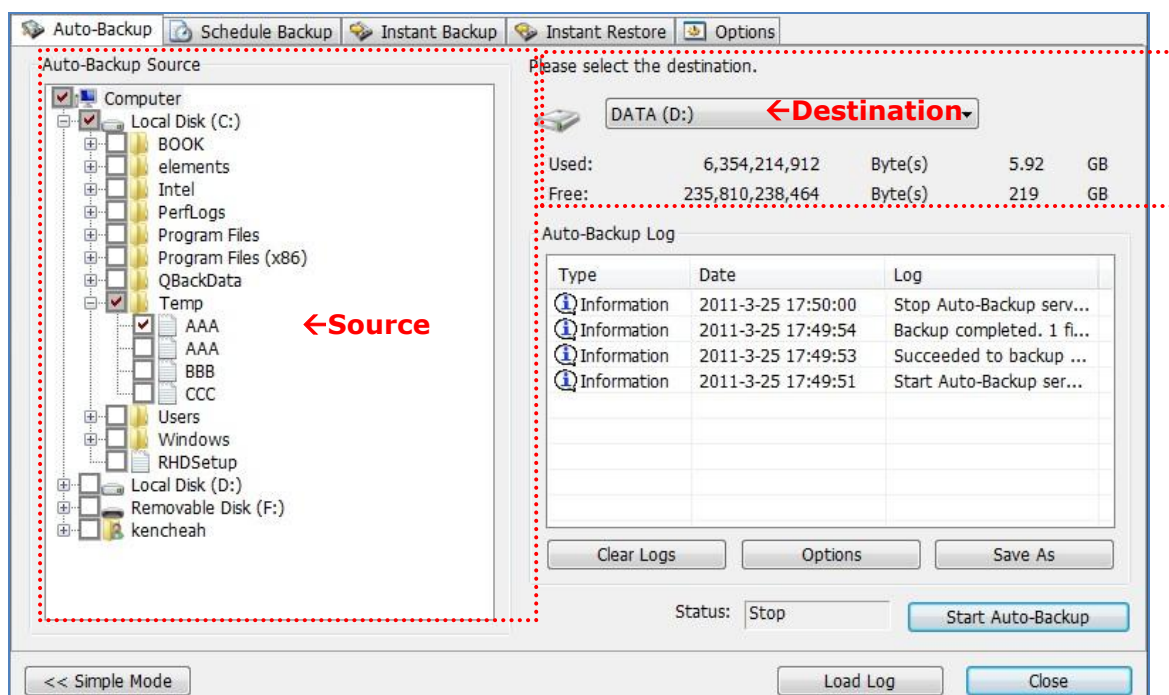 Auto-Backup Schedule Backup Instant Backup Instant Restore Options
Auto-Backup Source
Computer
Local Disk (C:)
BOOK
elements
Intel
PerfLogs
Program Files
Program Files (x86)
QBackData
Temp
AAA
AAA
BBB
CCC
Users
Windows
RHDSetup
Local Disk (D:)
Removable Disk (F:)
kencheah
←Source
Please select the destination.
DATA (D:) ←Destination
Used: 6,354,214,912 Byte(s) 5.92 GB
Free: 235,810,238,464 Byte(s) 219 GB
Auto-Backup Log
Type Date Log
Information 2011-3-25 17:50:00 Stop Auto-Backup serv...
Information 2011-3-25 17:49:54 Backup completed. 1 fi...
Information 2011-3-25 17:49:53 Succeeded to backup ...
Information 2011-3-25 17:49:51 Start Auto-Backup ser...
Clear Logs Options Save As
Status: Stop Start Auto-Backup
<< Simple Mode Load Log Close